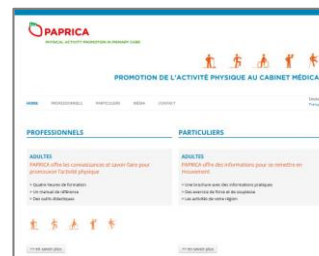 PAPRICA
PHYSICAL ACTIVITY PROMOTION IN PRIMARY CARE
PROMOTION DE L'ACTIVITÉ PHYSIQUE AU CABINET MÉDICA
HOME PROFESSIONNELS PARTICULIERS MEDIA CONTACT
PROFESSIONNELS
ADULTES
PAPRICA offre les connaissances et savoir-faire pour
promouvoir l'activité physique
• Quatre heures de formation
• Un manuel de référence
• Des outils didactiques
>> en savoir plus
PARTICULIERS
ADULTES
PAPRICA offre des informations pour se remettre en
mouvement
• Une brochure avec des informations pratiques
• Des exercices de force et de souplesse
• Les activités de votre région
>> en savoir plus